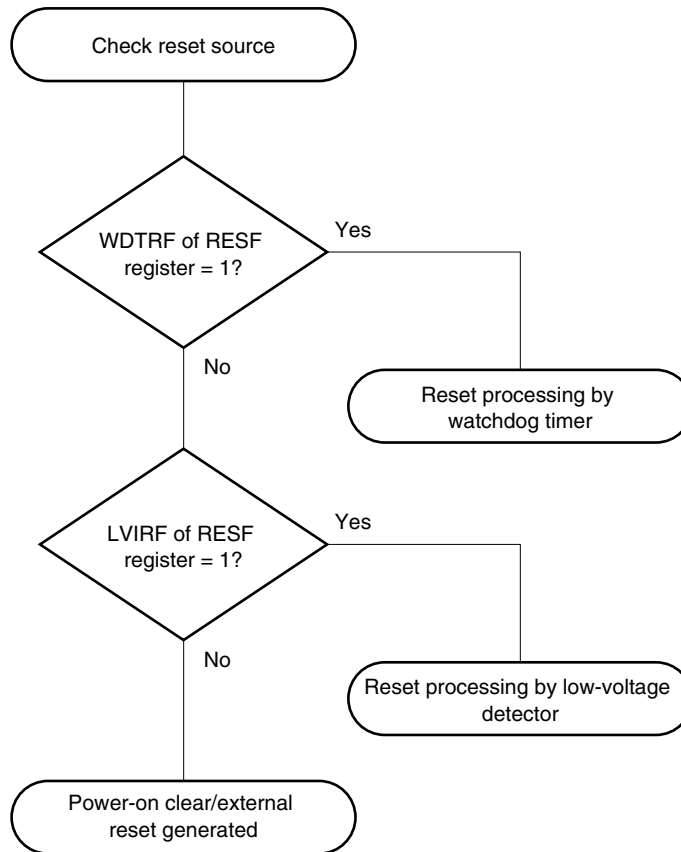 Check reset source
WDTRF of RESF
register = 1?
Yes
No
Reset processing by
watchdog timer
LVIRF of RESF
register = 1?
Yes
No
Reset processing by low-voltage
detector
Power-on clear/external
reset generated